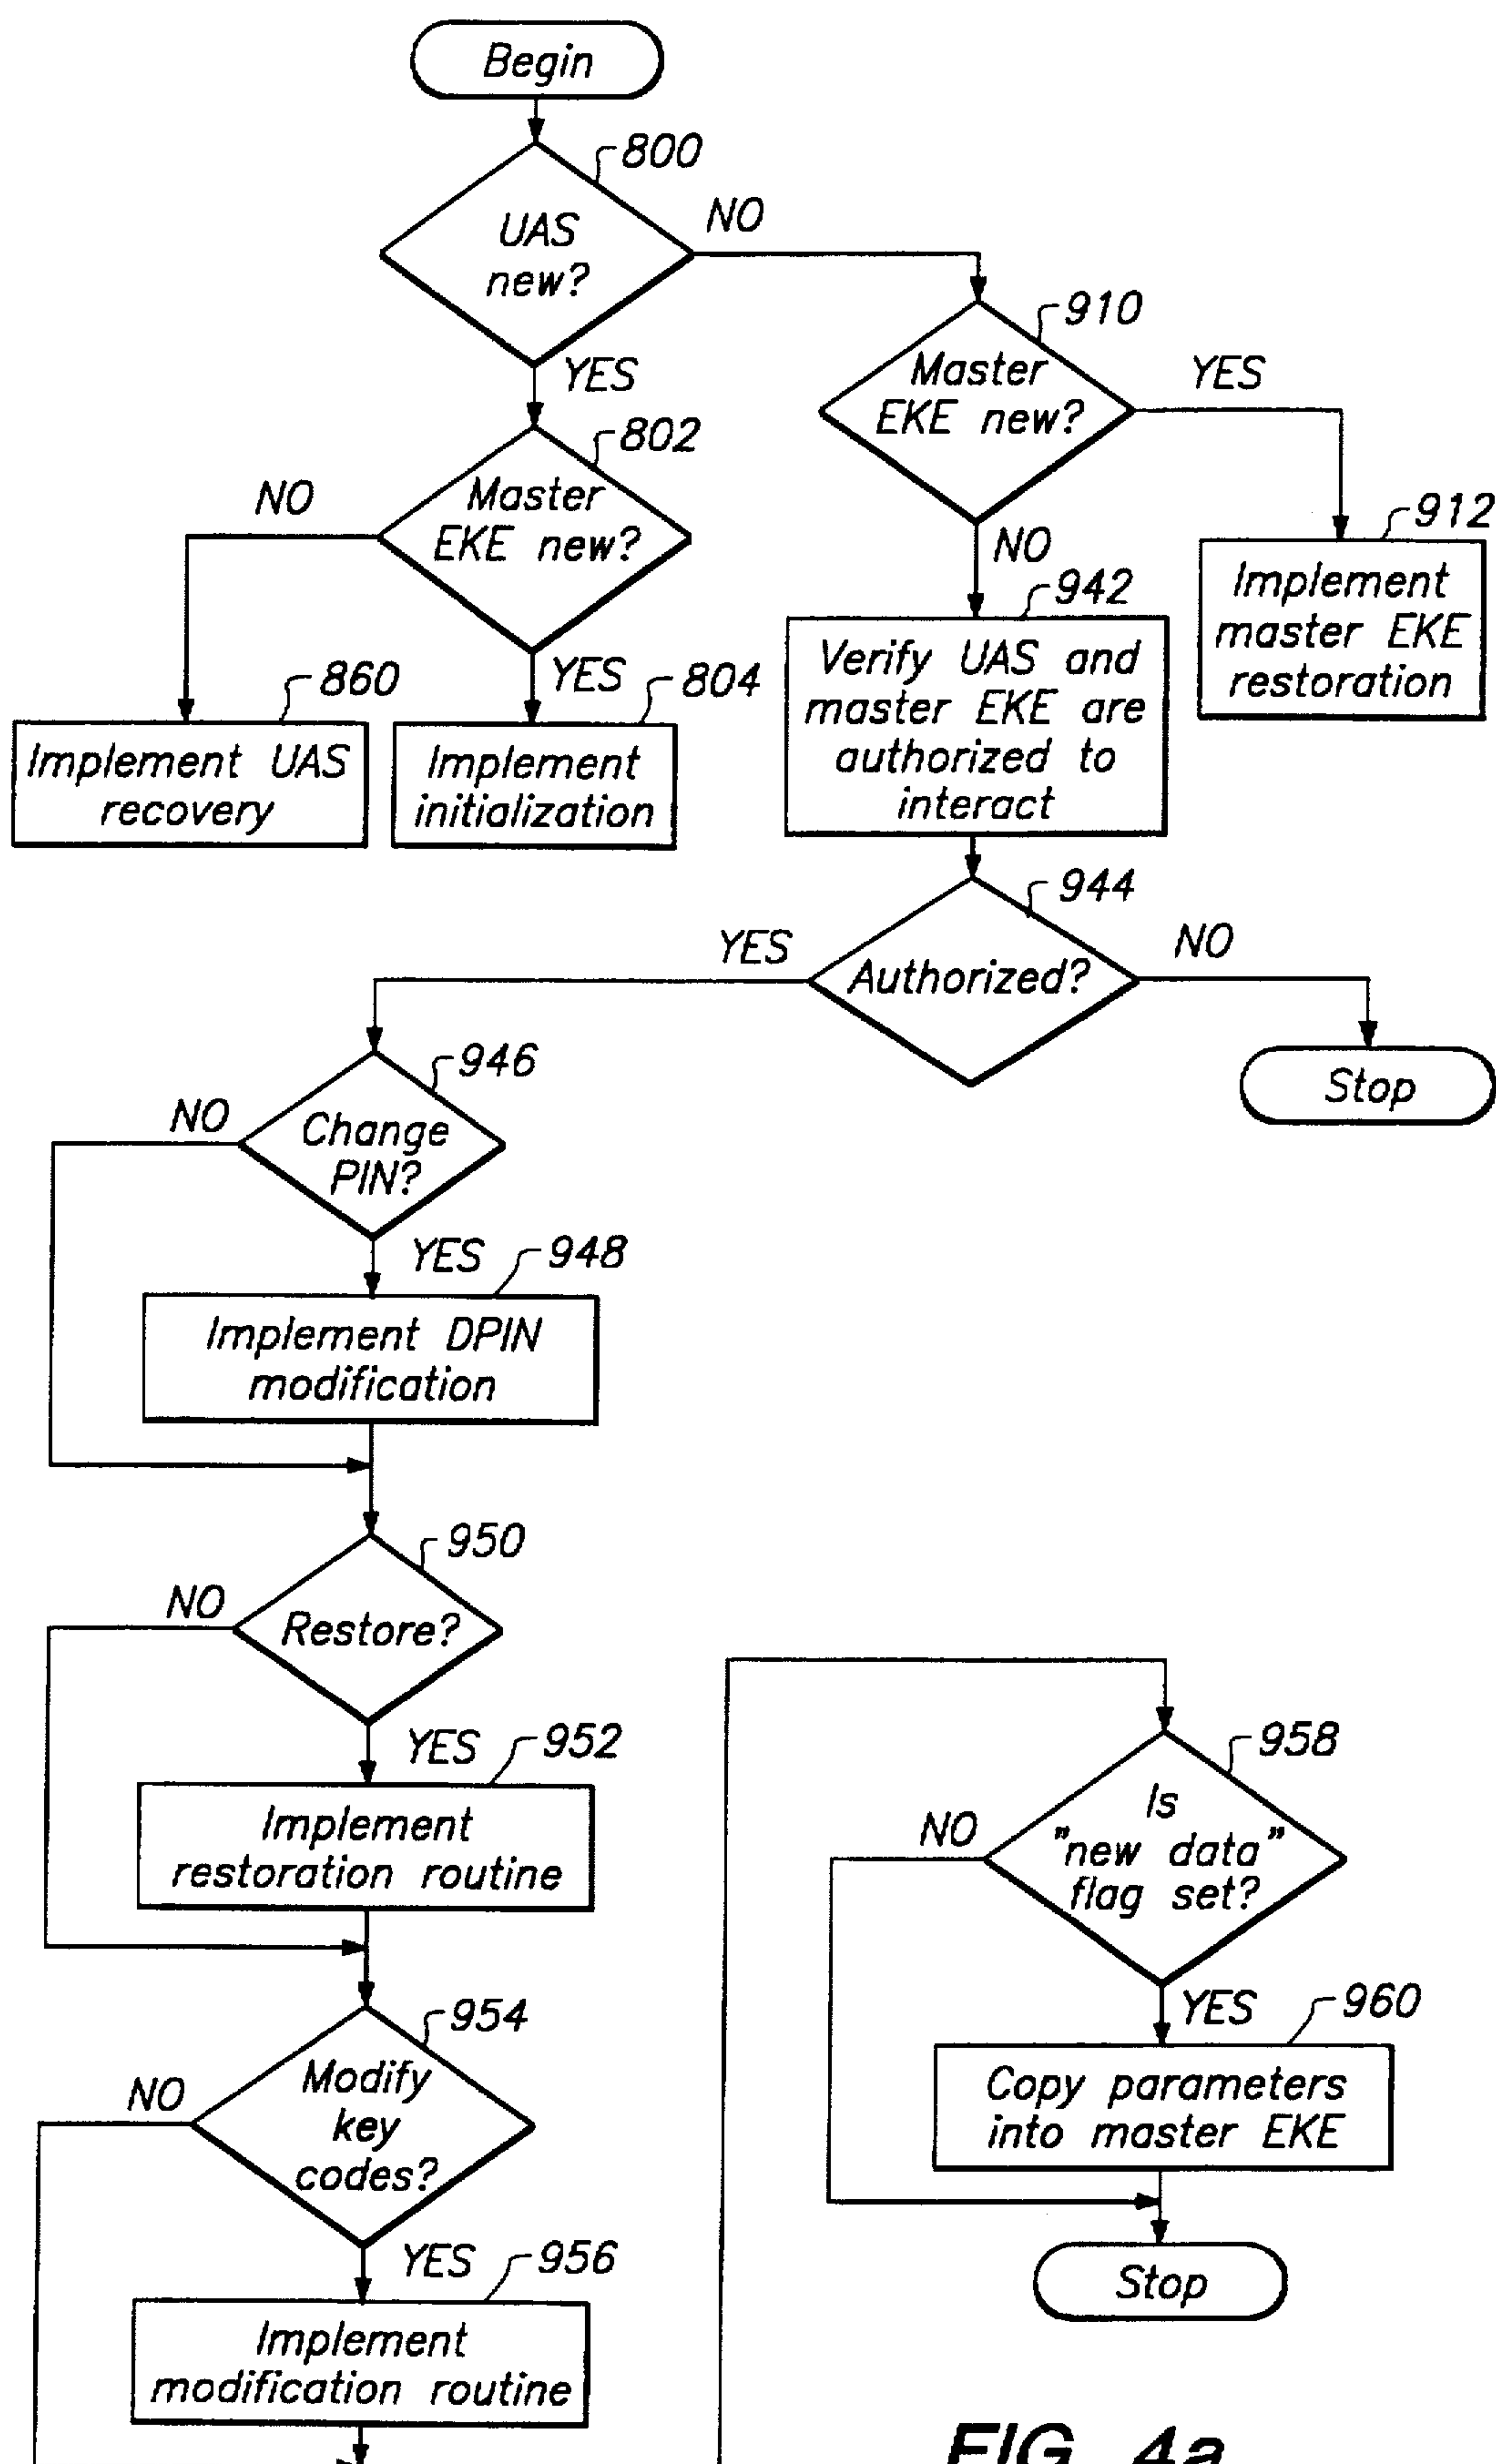 Begin
800
UAS
new?
NO
YES
910
Master
EKE new?
YES
NO
802
Master
EKE new?
NO
YES
912
Implement
master EKE
restoration
942
Verify UAS and
master EKE are
authorized to
interact
860
Implement UAS
recovery
804
Implement
initialization
944
Authorized?
YES
NO
Stop
946
Change
PIN?
NO
YES
948
Implement DPIN
modification
950
Restore?
NO
YES
952
Implement
restoration routine
954
Modify
key
codes?
NO
YES
956
Implement
modification routine
958
Is
"new data"
flag set?
NO
YES
960
Copy parameters
into master EKE
Stop
FIG. 4a